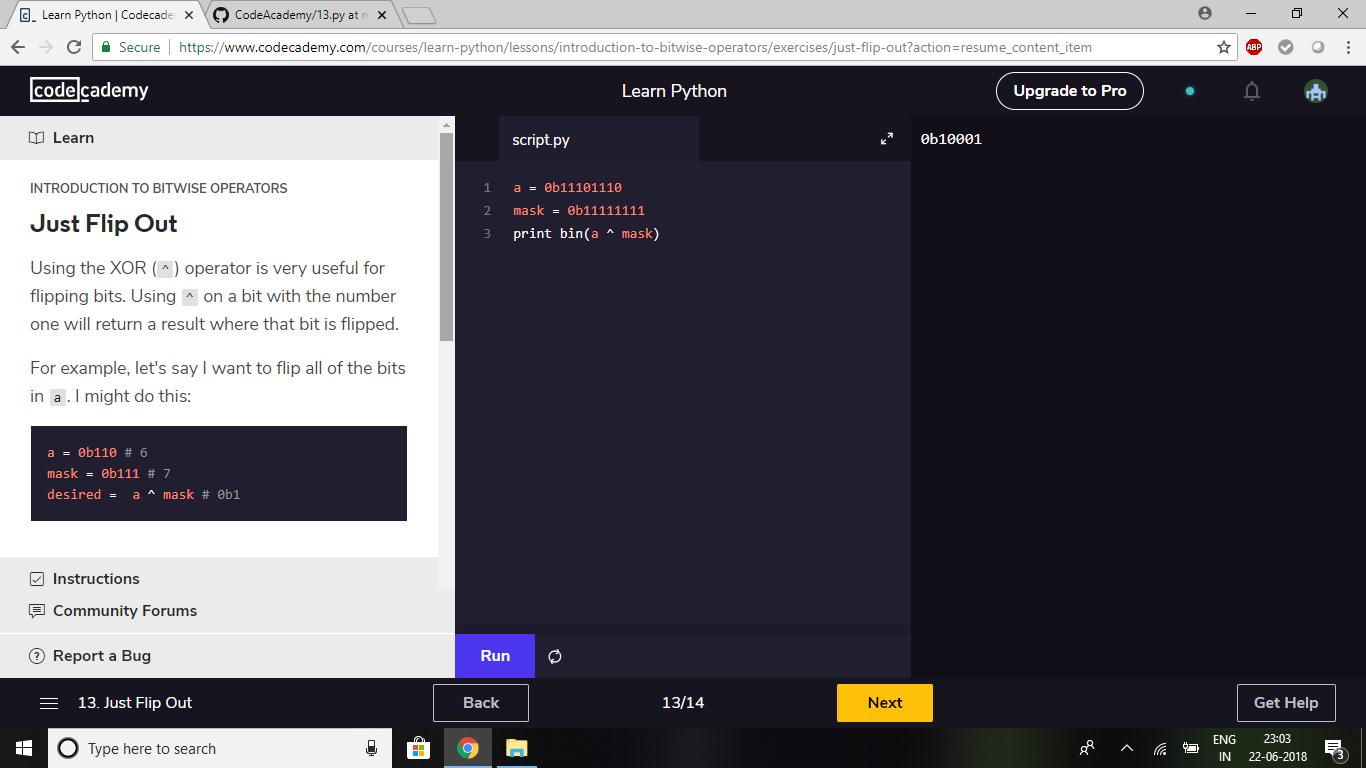 Learn Python | Codecade
CodeAcademy/13.py at m
Secure
https://www.codecademy.com/courses/learn-python/lessons/introduction-to-bitwise-operators/exercises/just-flip-out?action=resume_content_item
ABP
codecademy
Learn Python
Upgrade to Pro
Learn
INTRODUCTION TO BITWISE OPERATORS
Just Flip Out
Using the XOR (^) operator is very useful for
flipping bits. Using ^ on a bit with the number
one will return a result where that bit is flipped.
For example, let's say I want to flip all of the bits
in a. I might do this:
a = 0b110 # 6
mask = 0b111 # 7
desired =  a ^ mask # 0b1
Instructions
Community Forums
Report a Bug
script.py
1 a = 0b11101110
2 mask = 0b11111111
3 print bin(a ^ mask)
Run
0b10001
13. Just Flip Out
Back
13/14
Next
Get Help
Type here to search
ENG
IN
23:03
22-06-2018
3